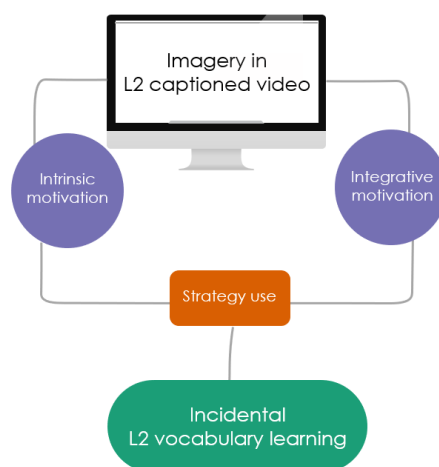 Imagery in
L2 captioned video
Intrinsic
motivation
Integrative
motivation
Strategy use
Incidental
L2 vocabulary learning